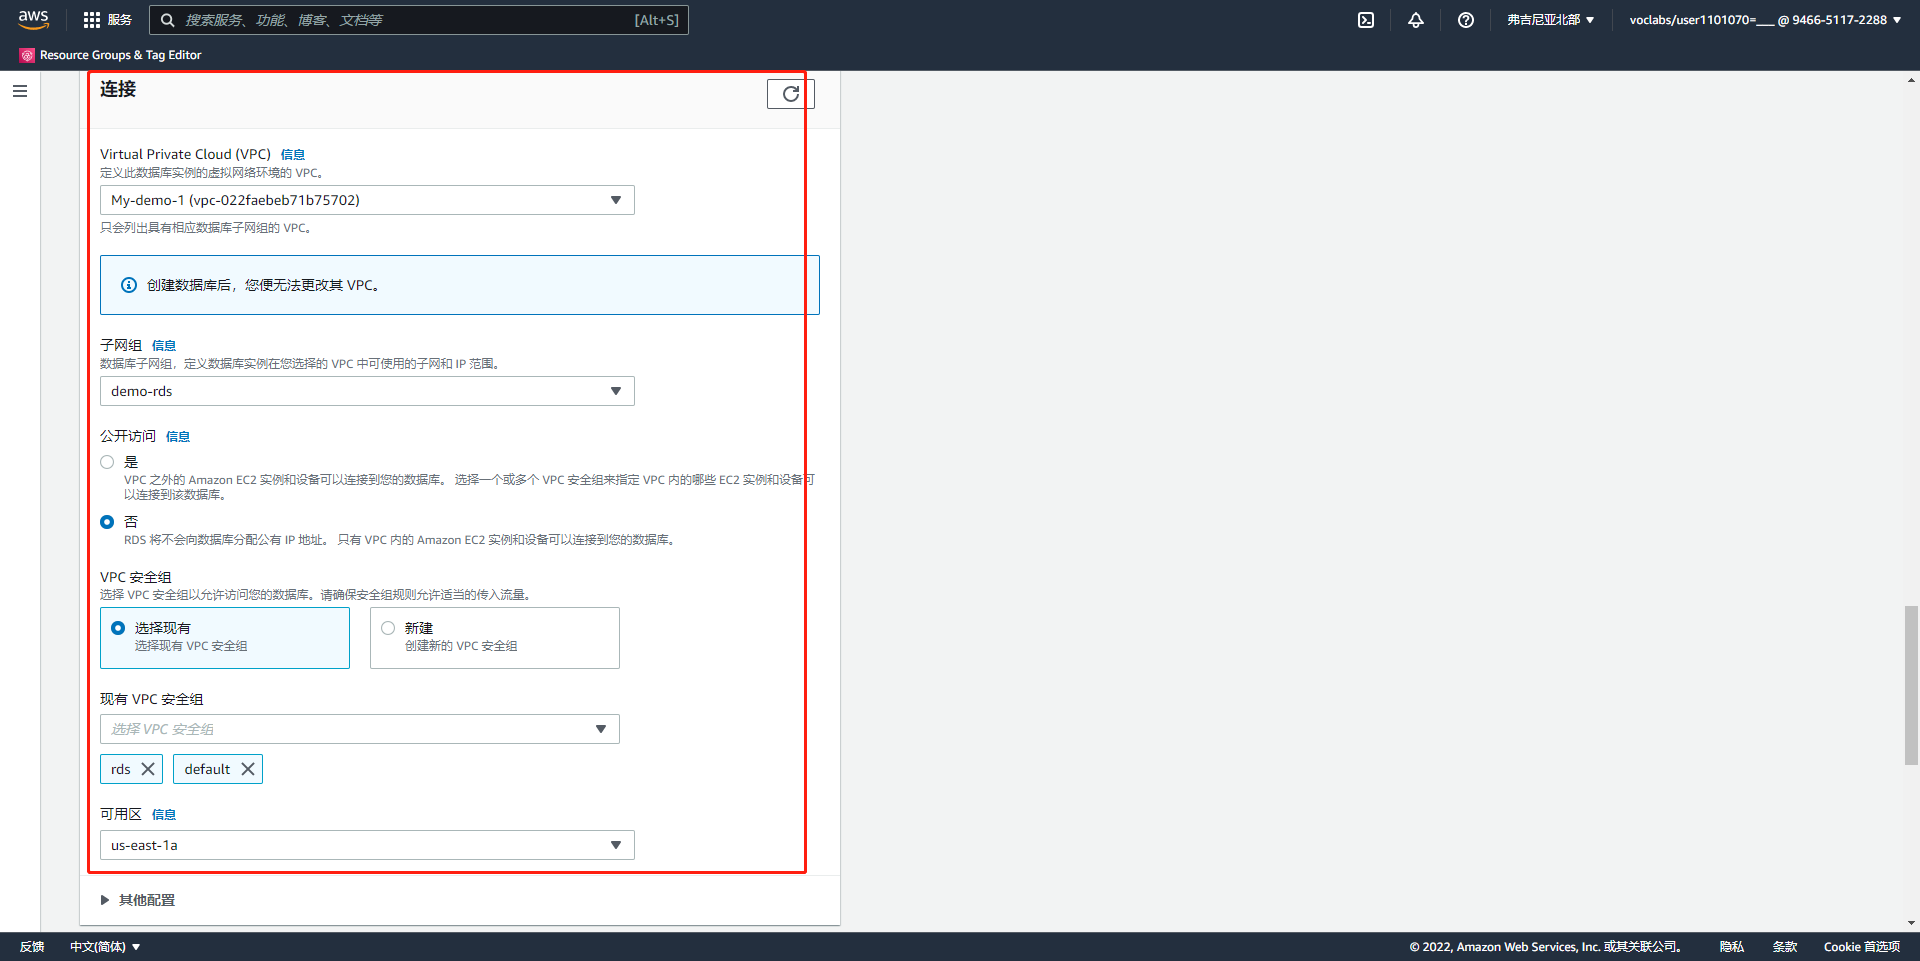 aws
服务
搜索服务、功能、博客、文档等
[Alt+S]
弗吉尼亚北部
voclabs/user1101070=___ @ 9466-5117-2288
Resource Groups & Tag Editor
连接
Virtual Private Cloud (VPC) 信息
定义此数据库实例的虚拟网络环境的 VPC。
My-demo-1 (vpc-022faebeb71b75702)
只会列出具有相应数据库子网组的 VPC。
创建数据库后，您便无法更改其 VPC。
子网组 信息
数据库子网组，定义数据库实例在您选择的 VPC 中可使用的子网和 IP 范围。
demo-rds
公开访问 信息
是
VPC 之外的 Amazon EC2 实例和设备可以连接到您的数据库。 选择一个或多个 VPC 安全组来指定 VPC 内的哪些 EC2 实例和设备可
以连接到该数据库。
否
RDS 将不会向数据库分配公有 IP 地址。 只有 VPC 内的 Amazon EC2 实例和设备可以连接到您的数据库。
VPC 安全组
选择 VPC 安全组以允许访问您的数据库。请确保安全组规则允许适当的传入流量。
选择现有
选择现有 VPC 安全组
新建
创建新的 VPC 安全组
现有 VPC 安全组
选择 VPC 安全组
rds
default
可用区 信息
us-east-1a
其他配置
反馈
中文(简体)
© 2022, Amazon Web Services, Inc. 或其关联公司。
隐私
条款
Cookie 首选项